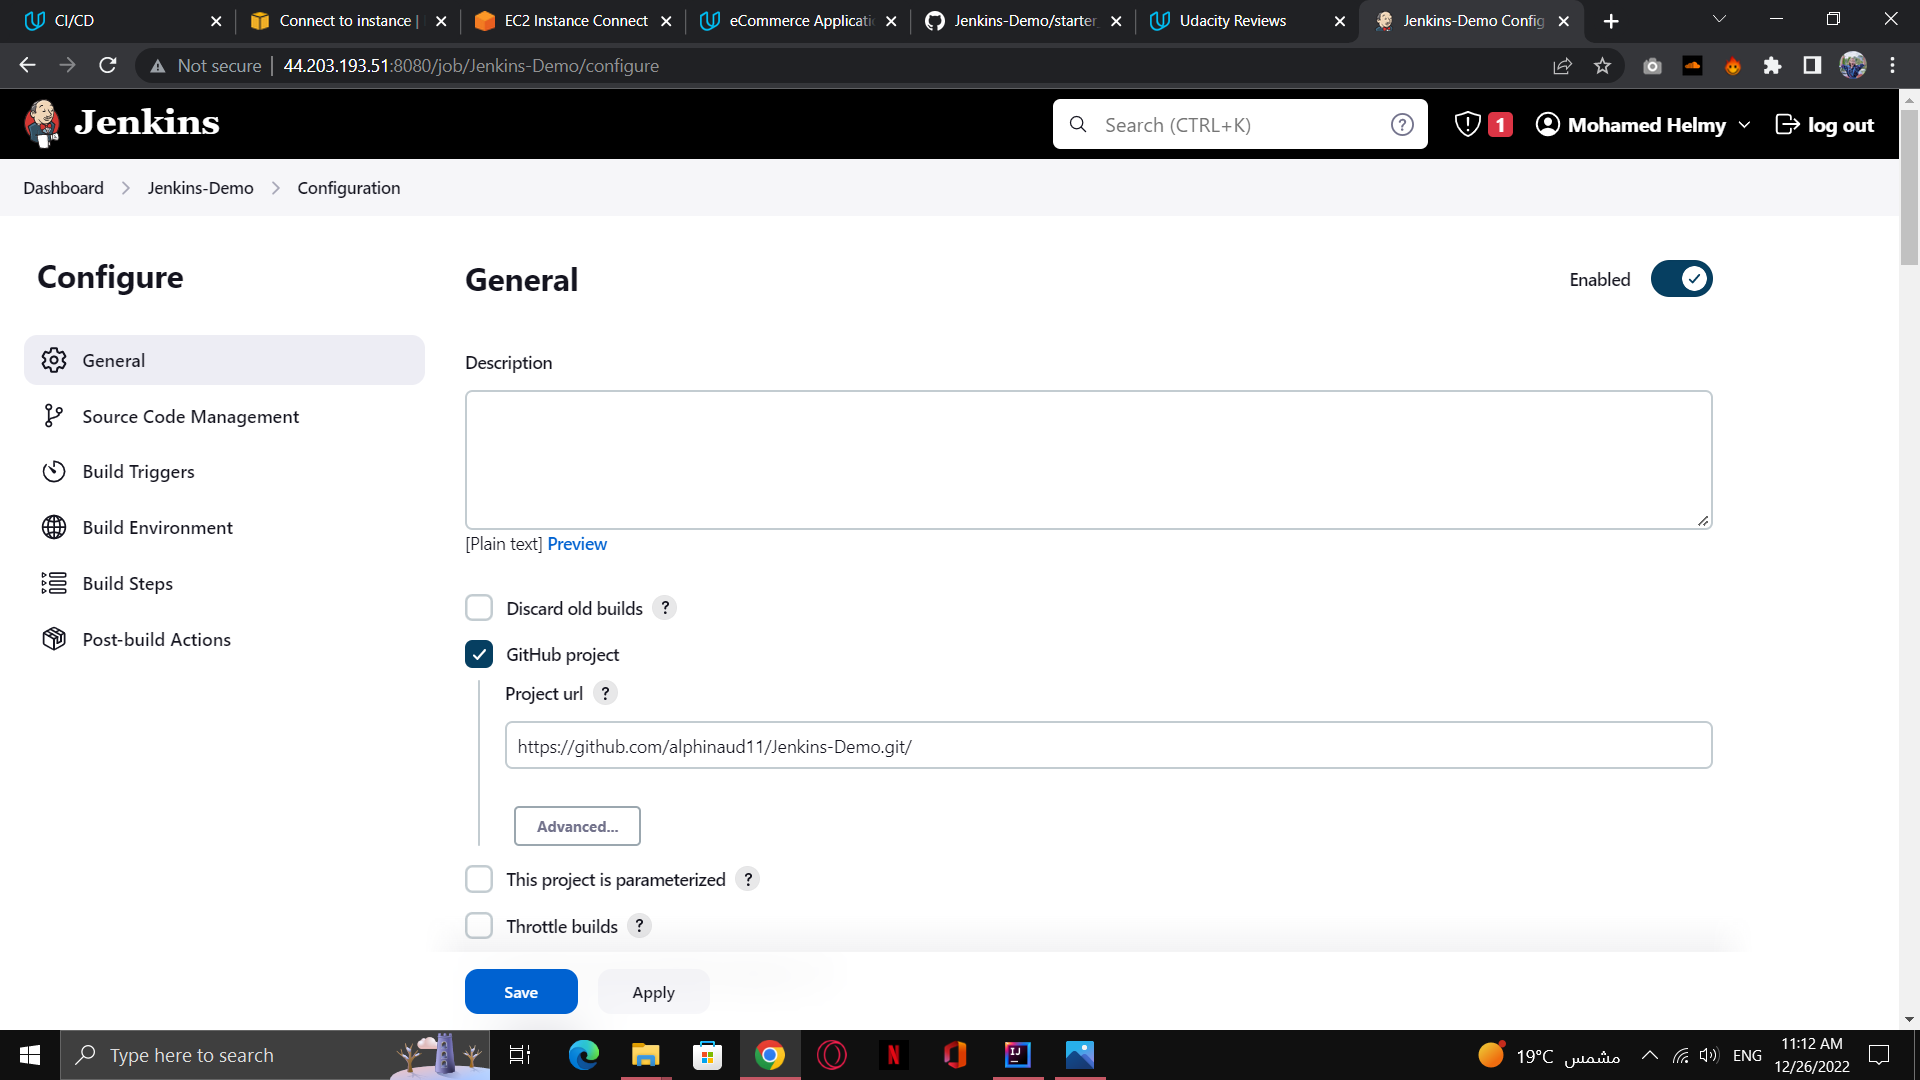 CI/CD
Connect to instance |
EC2 Instance Connect
eCommerce Applicati
Jenkins-Demo/starter
Udacity Reviews
Jenkins-Demo Config
Not secure
44.203.193.51:8080/job/Jenkins-Demo/configure
Jenkins
Search (CTRL+K)
?
1
Mohamed Helmy
log out
Dashboard
Jenkins-Demo
Configuration
Configure
General
Source Code Management
Build Triggers
Build Environment
Build Steps
Post-build Actions
General
Enabled
Description
[Plain text] Preview
Discard old builds ?
GitHub project
Project url ?
https://github.com/alphinaud11/Jenkins-Demo.git/
Advanced...
This project is parameterized ?
Throttle builds ?
Save
Apply
Type here to search
N
IJ
19°C مشمس
ENG
11:12 AM
12/26/2022